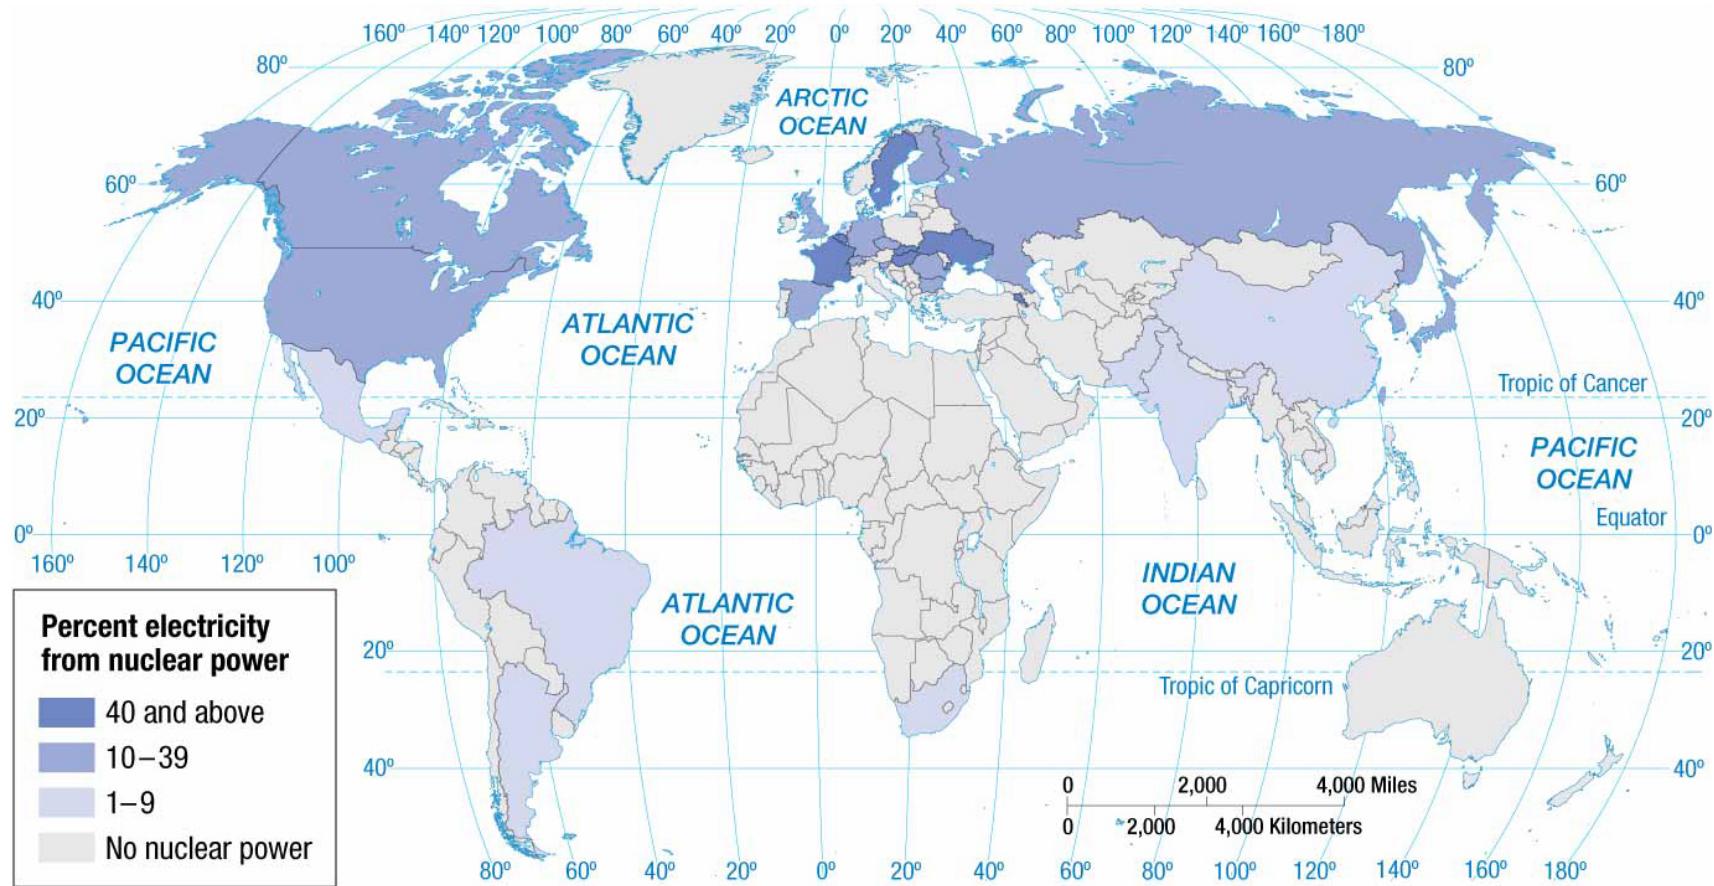 160º 140º 120º 100º 80º 60º 40º 20º 0º 20º 40º 60º 80º 100º 120º 140º 160º 180º
80º 80º
ARCTIC
OCEAN
60º 60º
40º 40º
ATLANTIC
OCEAN
PACIFIC
OCEAN
Tropic of Cancer
20º 20º
PACIFIC
OCEAN
Equator
0º 0º
160º 140º 120º 100º
INDIAN
OCEAN
ATLANTIC
OCEAN
20º 20º
Tropic of Capricorn
40º 40º
Percent electricity
from nuclear power
40 and above
10–39
1–9
No nuclear power
0 2,000 4,000 Miles
0 2,000 4,000 Kilometers
80º 60º 40º 20º 0º 20º 40º 60º 80º 100º 120º 140º 160º 180º